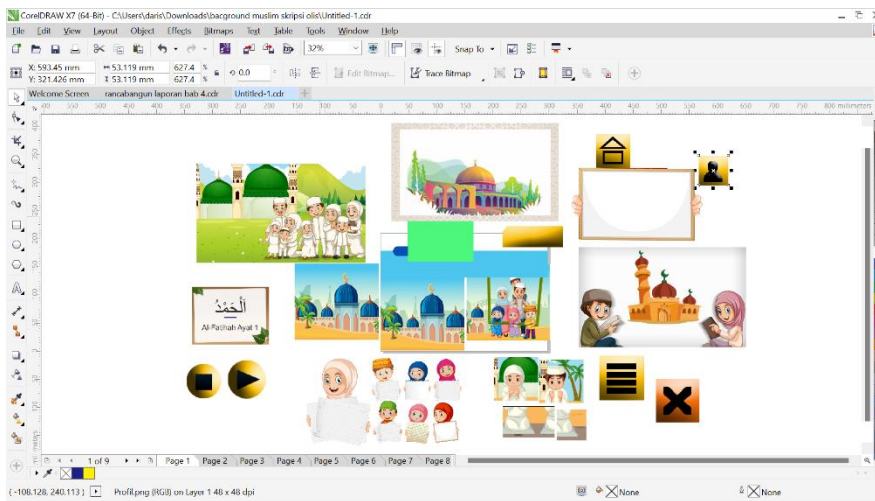 CorelDRAW X7 (64-Bit) - C:\Users\daris\Downloads\bacground muslim skripsi olis\Untitled-1.cdr
File Edit View Layout Object Effects Bitmaps Text Table Tools Window Help
32% Snap To
X: 593.45 mm 53.119 mm 627.4 % 0.0 Edit Bitmap... Trace Bitmap
Y: 321.426 mm 53.119 mm 627.4 %
Welcome Screen rancabangun laporan bab 4.cdr Untitled-1.cdr
millimeters
الْحَمْدُ
Al-Fatihah Ayat 1
1 of 9 Page 1 Page 2 Page 3 Page 4 Page 5 Page 6 Page 7 Page 8
( -108.128, 240.113 ) Profil.png (RGB) on Layer 1 48 x 48 dpi None None